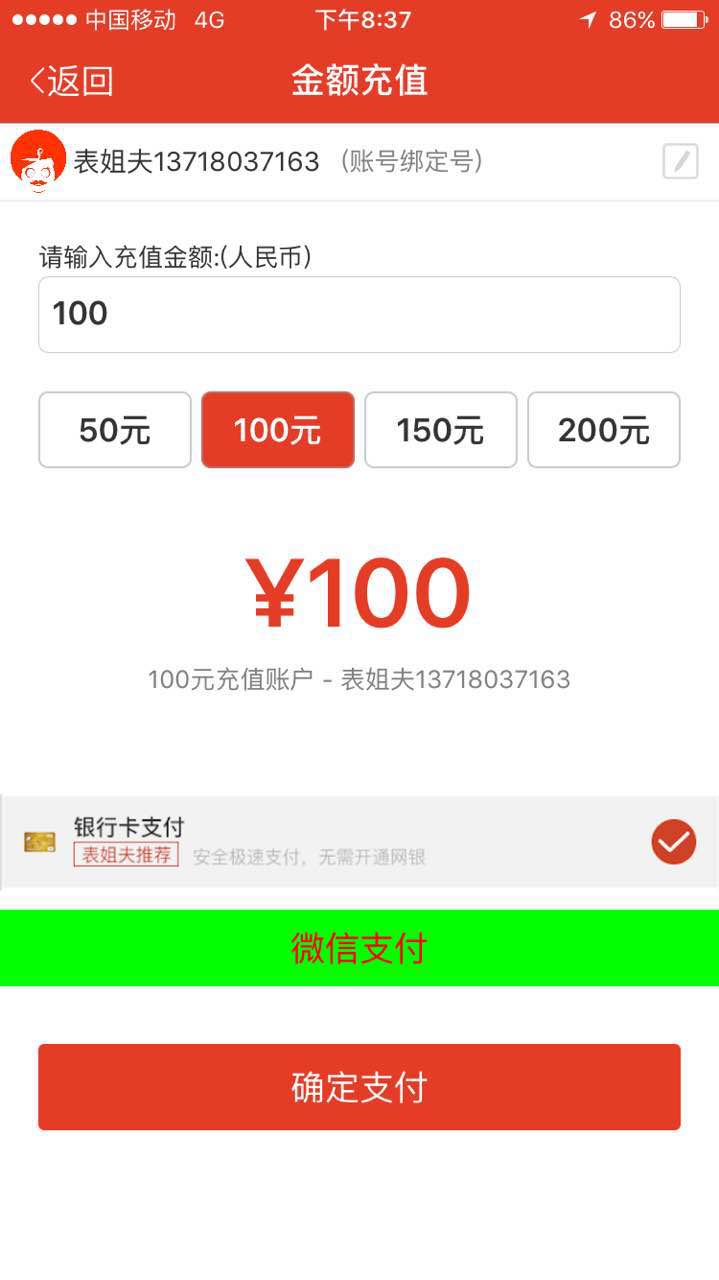 中国移动 4G 下午8:37 86%
返回 金额充值
表姐夫13718037163 (账号绑定号)
请输入充值金额:(人民币)
100
50元 100元 150元 200元
¥100
100元充值账户 - 表姐夫13718037163
银行卡支付
表姐夫推荐 安全极速支付，无需开通网银
微信支付
确定支付